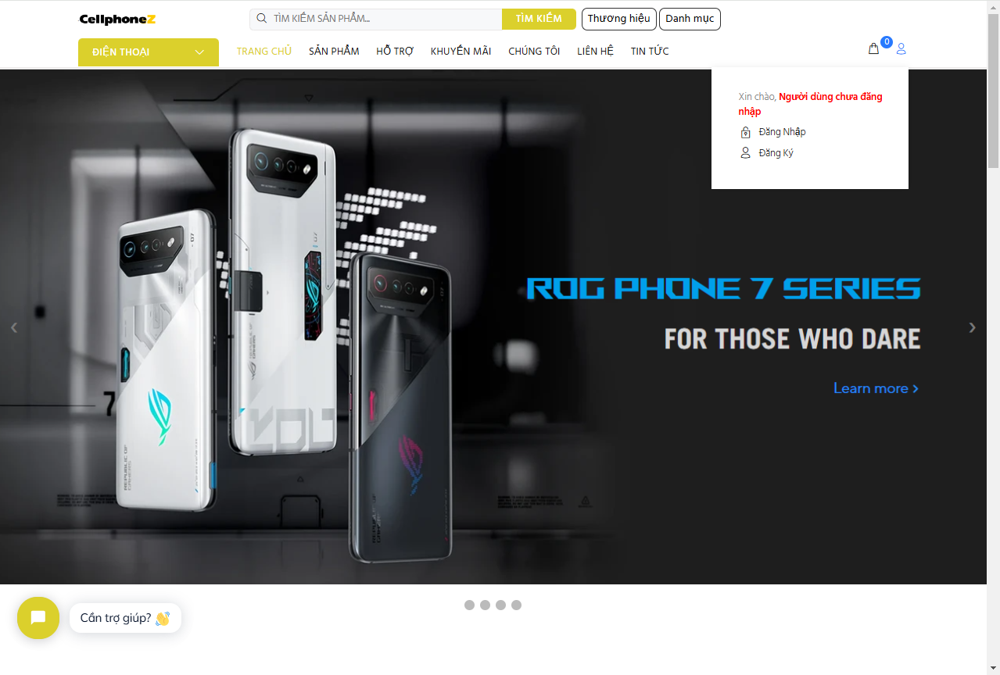 CellphoneZ
TÌM KIẾM SẢN PHẨM...
TÌM KIẾM
Thương hiệu
Danh mục
ĐIỆN THOẠI
TRANG CHỦ
SẢN PHẨM
HỖ TRỢ
KHUYẾN MÃI
CHÚNG TÔI
LIÊN HỆ
TIN TỨC
0
Xin chào, Người dùng chưa đăng
nhập
Đăng Nhập
Đăng Ký
ROG PHONE 7 SERIES
FOR THOSE WHO DARE
Learn more
Cần trợ giúp? 👋